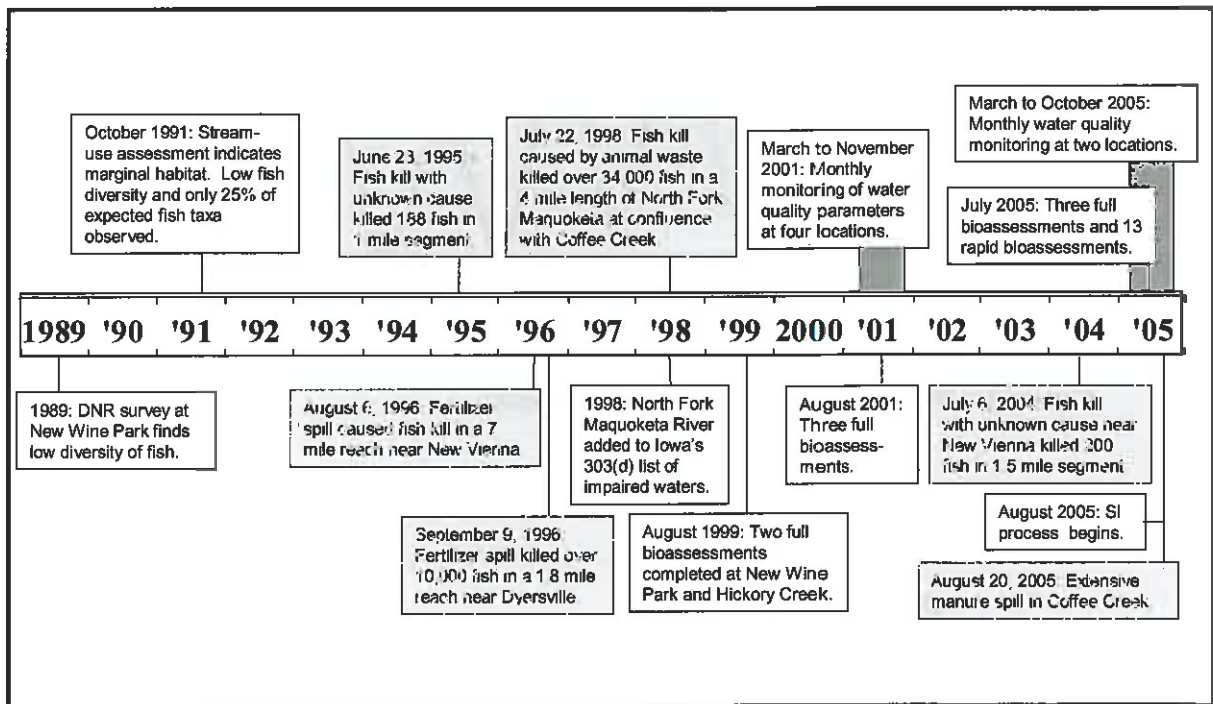 October 1991: Stream-
use assessment indicates
marginal habitat. Low fish
diversity and only 25% of
expected fish taxa
observed.
June 23, 1995
Fish kill with
unknown cause
killed 188 fish in
1 mile segment
July 22, 1998 Fish kill
caused by animal waste
killed over 34 000 fish in a
4 mile length of North Fork
Maquoketa at confluence
with Coffee Creek
March to November
2001: Monthly
monitoring of water
quality parameters
at four locations.
March to October 2005:
Monthly water quality
monitoring at two locations.
July 2005: Three full
bioassessments and 13
rapid bioassessments.
1989 '90 '91 '92 '93 '94 '95 '96 '97 '98 '99 2000 '01 '02 '03 '04 '05
1989: DNR survey at
New Wine Park finds
low diversity of fish.
August 6, 1996: Fertilizer
spill caused fish kill in a 7
mile reach near New Vienna
September 9, 1996:
Fertilizer spill killed over
10,000 fish in a 1.8 mile
reach near Dyersville
1998: North Fork
Maquoketa River
added to Iowa's
303(d) list of
impaired waters.
August 1999: Two full
bioassessments
completed at New Wine
Park and Hickory Creek.
August 2001:
Three full
bioassess-
ments.
July 6, 2004: Fish kill
with unknown cause near
New Vienna killed 200
fish in 1.5 mile segment
August 2005: SI
process begins.
August 20, 2005: Extensive
manure spill in Coffee Creek